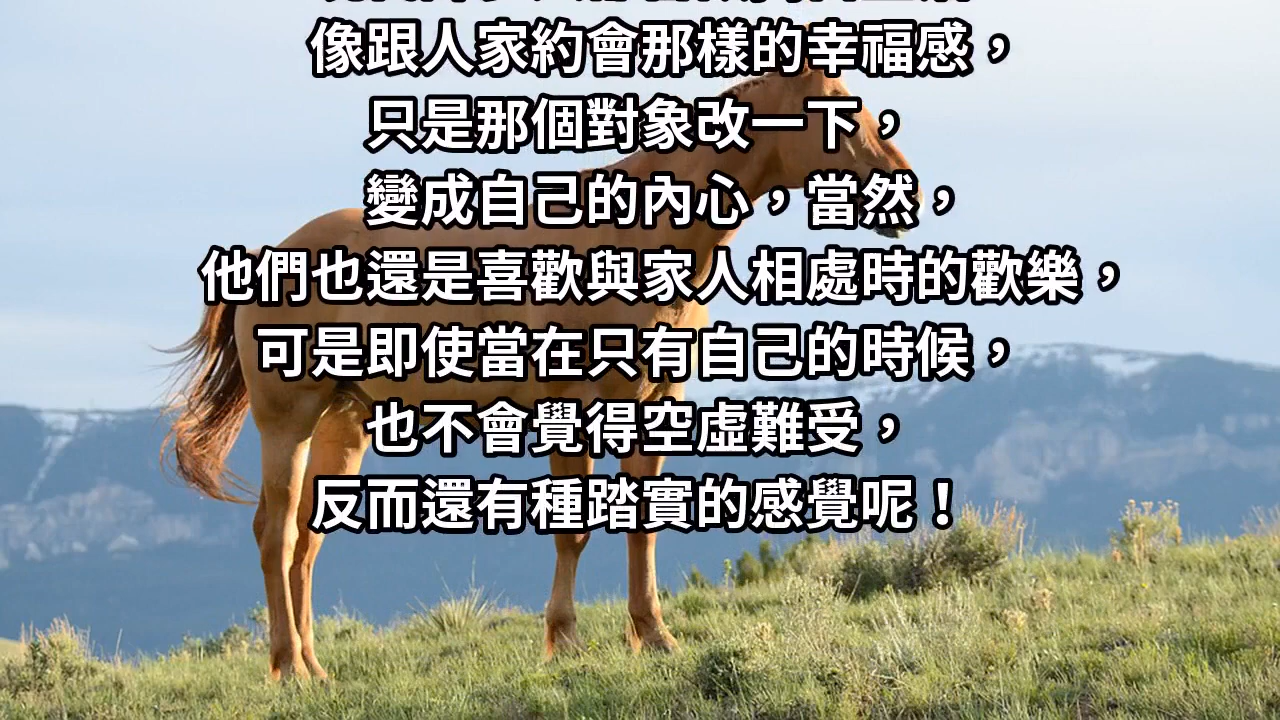 像跟人家約會那樣的幸福感，
只是那個對象改一下，
變成自己的內心，當然，
他們也還是喜歡與家人相處時的歡樂，
可是即使當在只有自己的時候，
也不會覺得空虛難受，
反而還有種踏實的感覺呢！